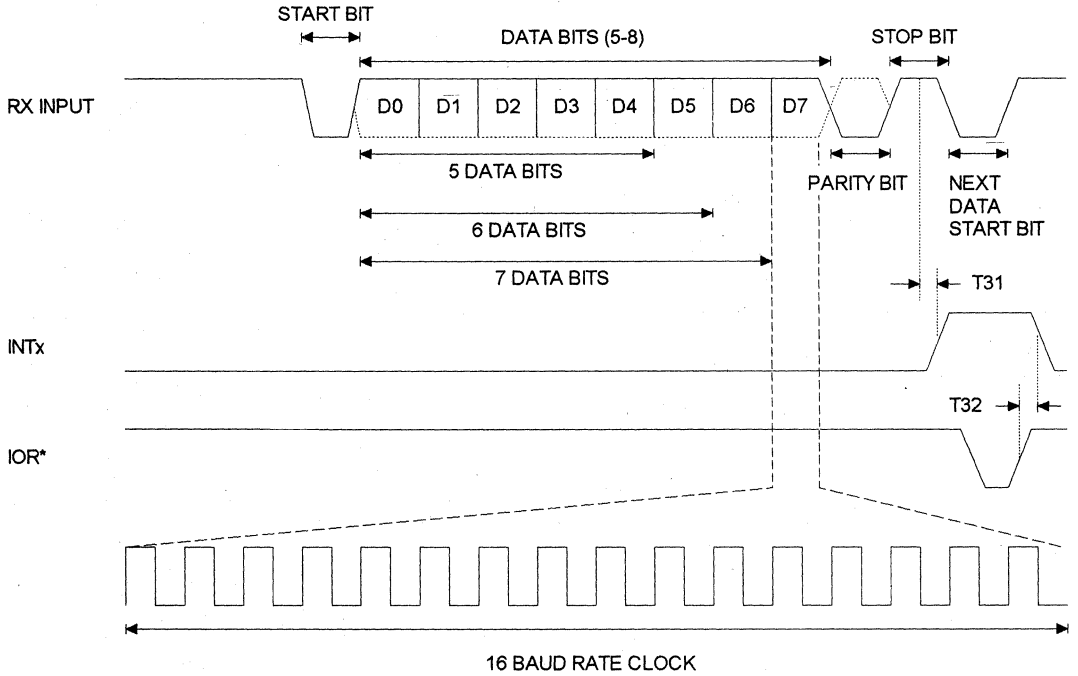 START BIT
DATA BITS (5-8)
STOP BIT
RX INPUT
D0 D1 D2 D3 D4 D5 D6 D7
5 DATA BITS
PARITY BIT
NEXT
DATA
START BIT
6 DATA BITS
7 DATA BITS
T31
INTx
T32
IOR*
16 BAUD RATE CLOCK